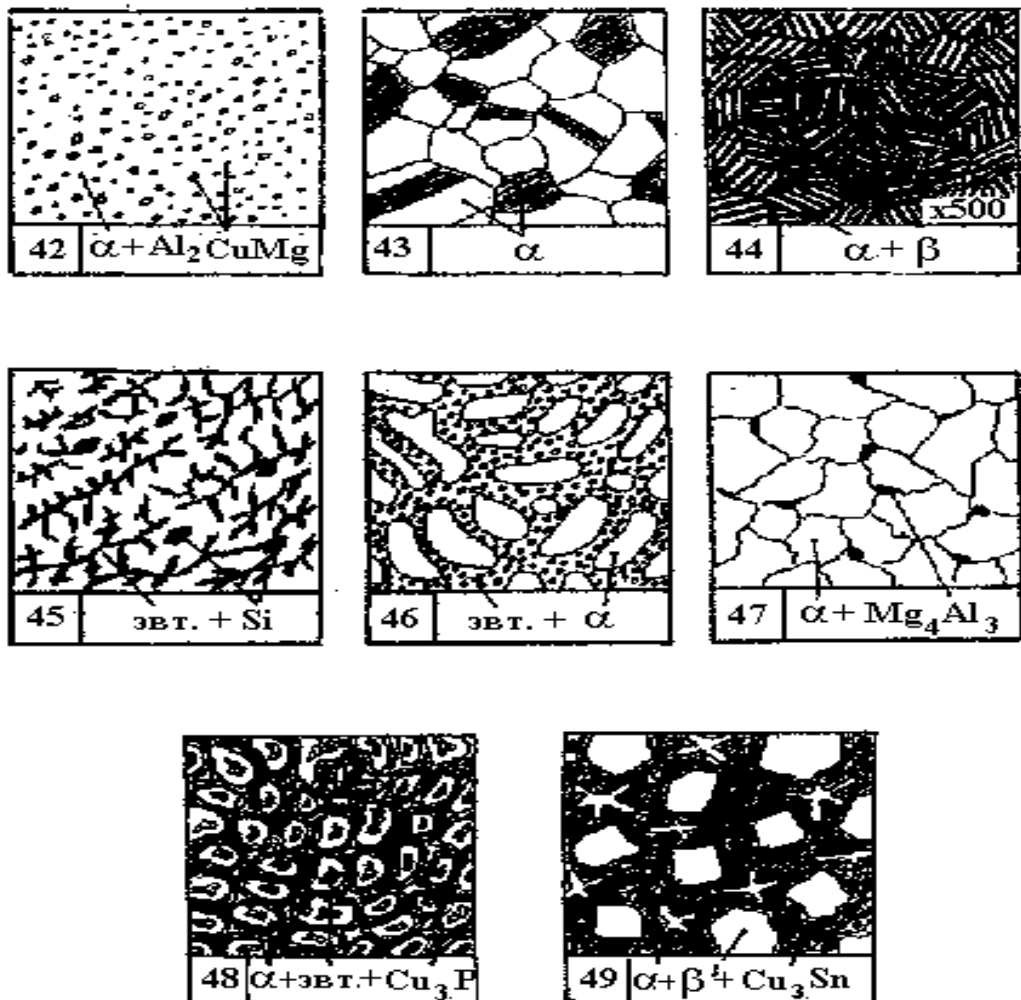 42 α + Al₂CuMg
43 α
x500
44 α + β
45 эвт. + Si
46 эвт. + α
47 α + Mg₄Al₃
48 α+эвт.+Cu₃P
49 α+β'+Cu₃Sn